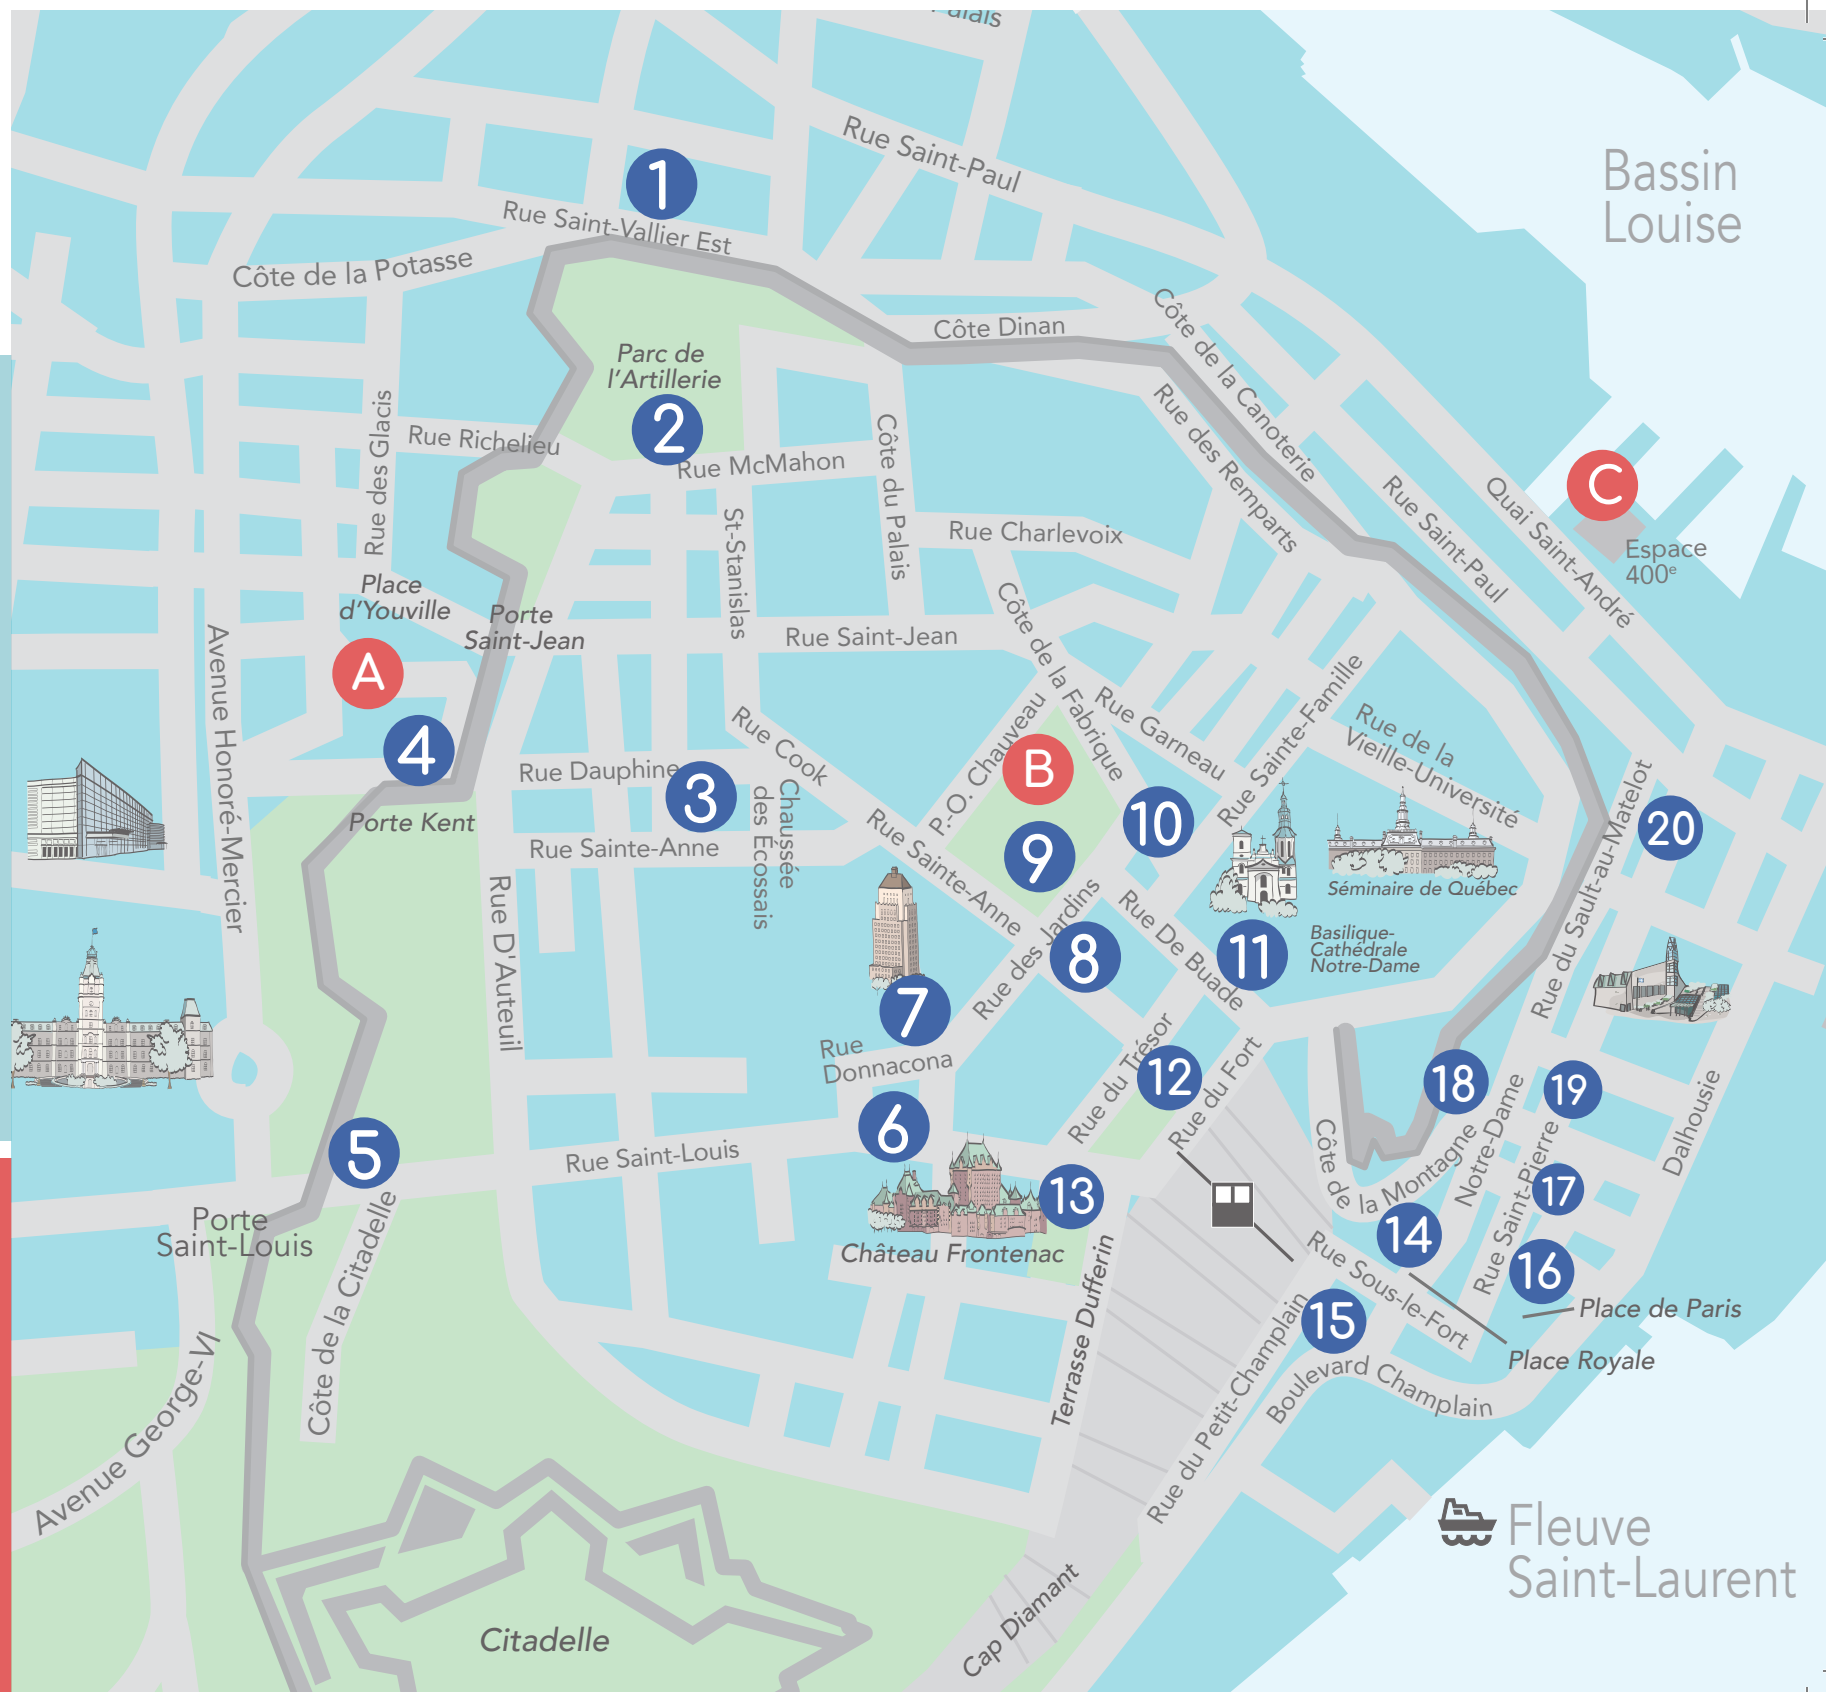 Rue Saint-Paul
1
Bassin
Louise
Rue Saint-Vallier Est
Côte de la Potasse
Côte Dinan
Côte de la Canoterie
Parc de
l'Artillerie
2
Rue des Glacis
Rue Richelieu
Rue McMahon
Côte du Palais
Rue des Remparts
Rue Saint-Paul
Quai Saint-André
C
Espace
400e
St-Stanislas
Rue Charlevoix
Place
d'Youville
Porte
Saint-Jean
Rue Saint-Jean
Côte de la Fabrique
A
Avenue Honoré-Mercier
4
Porte Kent
Rue Dauphine
3
Rue Cook
Chaussée
des Écossais
P.-O. Chauveau
B
Rue Garneau
Rue Sainte-Famille
Rue de la
Vieille-Université
Rue Sainte-Anne
Rue Sainte-Anne
9
10
20
Rue du Sault-au-Matelot
Séminaire de Québec
Rue D'Auteuil
7
Rue des Jardins
8
Rue De Buade
11
Basilique-
Cathédrale
Notre-Dame
Rue
Donnacona
Rue du Trésor
12
Rue du Fort
18
19
Dalhousie
5
6
Rue Saint-Louis
13
Côte de la Montagne
Notre-Dame
Rue Saint-Pierre
17
Porte
Saint-Louis
Château Frontenac
14
16
Côte de la Citadelle
Terrasse Dufferin
Rue Sous-le-Fort
15
Place de Paris
Place Royale
Avenue George-VI
Rue du Petit-Champlain
Boulevard Champlain
Fleuve
Saint-Laurent
Citadelle
Cap Diamant